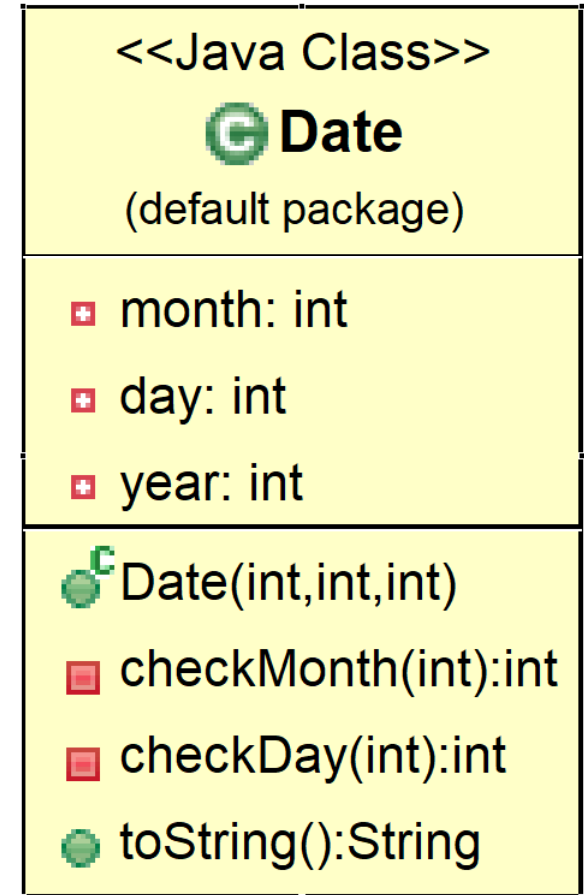 <<Java Class>>
C Date
(default package)
month: int
day: int
year: int
C Date(int,int,int)
checkMonth(int):int
checkDay(int):int
toString():String